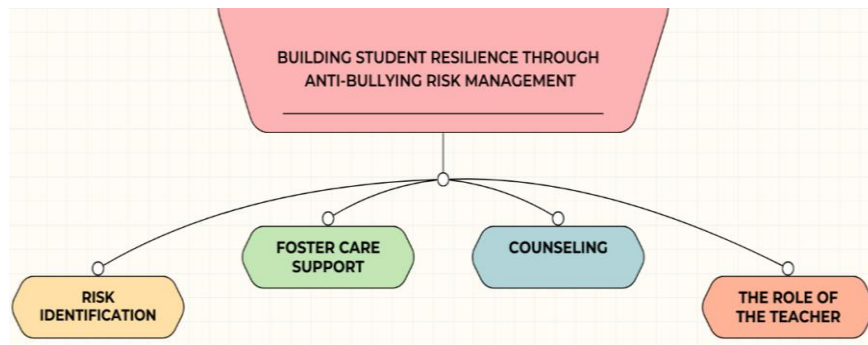 BUILDING STUDENT RESILIENCE THROUGH
ANTI-BULLYING RISK MANAGEMENT
FOSTER CARE
SUPPORT
COUNSELING
RISK
IDENTIFICATION
THE ROLE OF
THE TEACHER